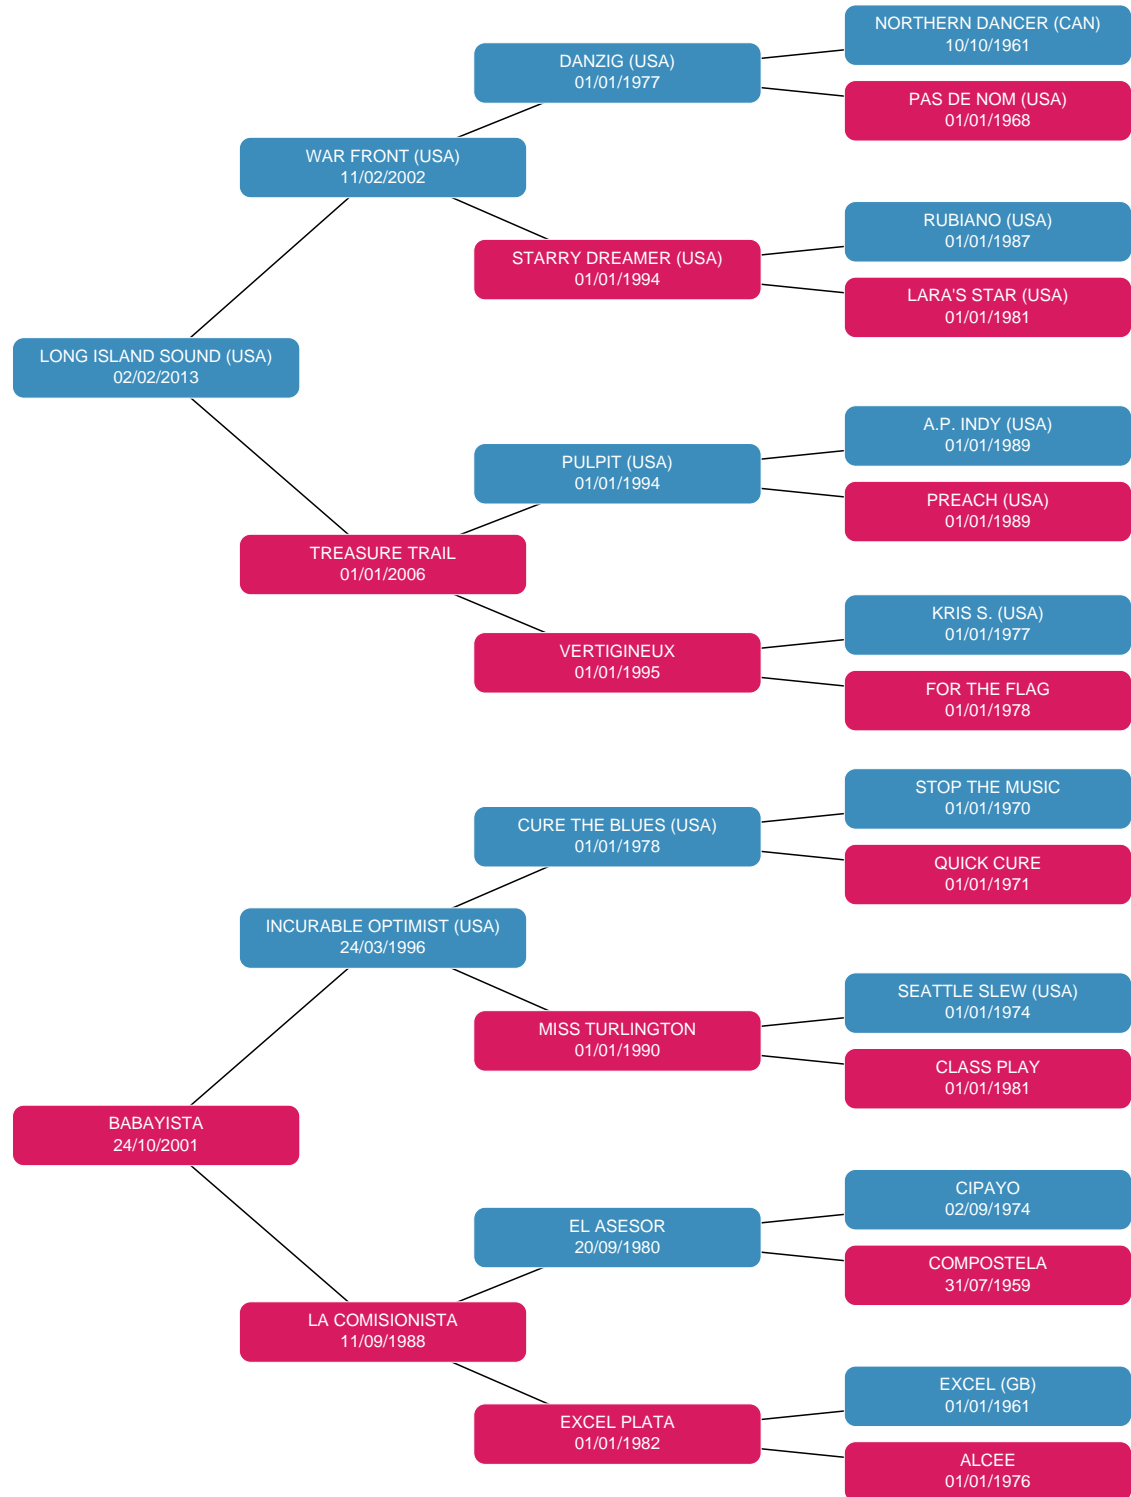 NORTHERN DANCER (CAN)
10/10/1961
DANZIG (USA)
01/01/1977
PAS DE NOM (USA)
01/01/1968
WAR FRONT (USA)
11/02/2002
RUBIANO (USA)
01/01/1987
STARRY DREAMER (USA)
01/01/1994
LARA'S STAR (USA)
01/01/1981
LONG ISLAND SOUND (USA)
02/02/2013
A.P. INDY (USA)
01/01/1989
PULPIT (USA)
01/01/1994
PREACH (USA)
01/01/1989
TREASURE TRAIL
01/01/2006
KRIS S. (USA)
01/01/1977
VERTIGINEUX
01/01/1995
FOR THE FLAG
01/01/1978
STOP THE MUSIC
01/01/1970
CURE THE BLUES (USA)
01/01/1978
QUICK CURE
01/01/1971
INCURABLE OPTIMIST (USA)
24/03/1996
SEATTLE SLEW (USA)
01/01/1974
MISS TURLINGTON
01/01/1990
CLASS PLAY
01/01/1981
BABAYISTA
24/10/2001
CIPAYO
02/09/1974
EL ASESOR
20/09/1980
COMPOSTELA
31/07/1959
LA COMISIONISTA
11/09/1988
EXCEL (GB)
01/01/1961
EXCEL PLATA
01/01/1982
ALCEE
01/01/1976